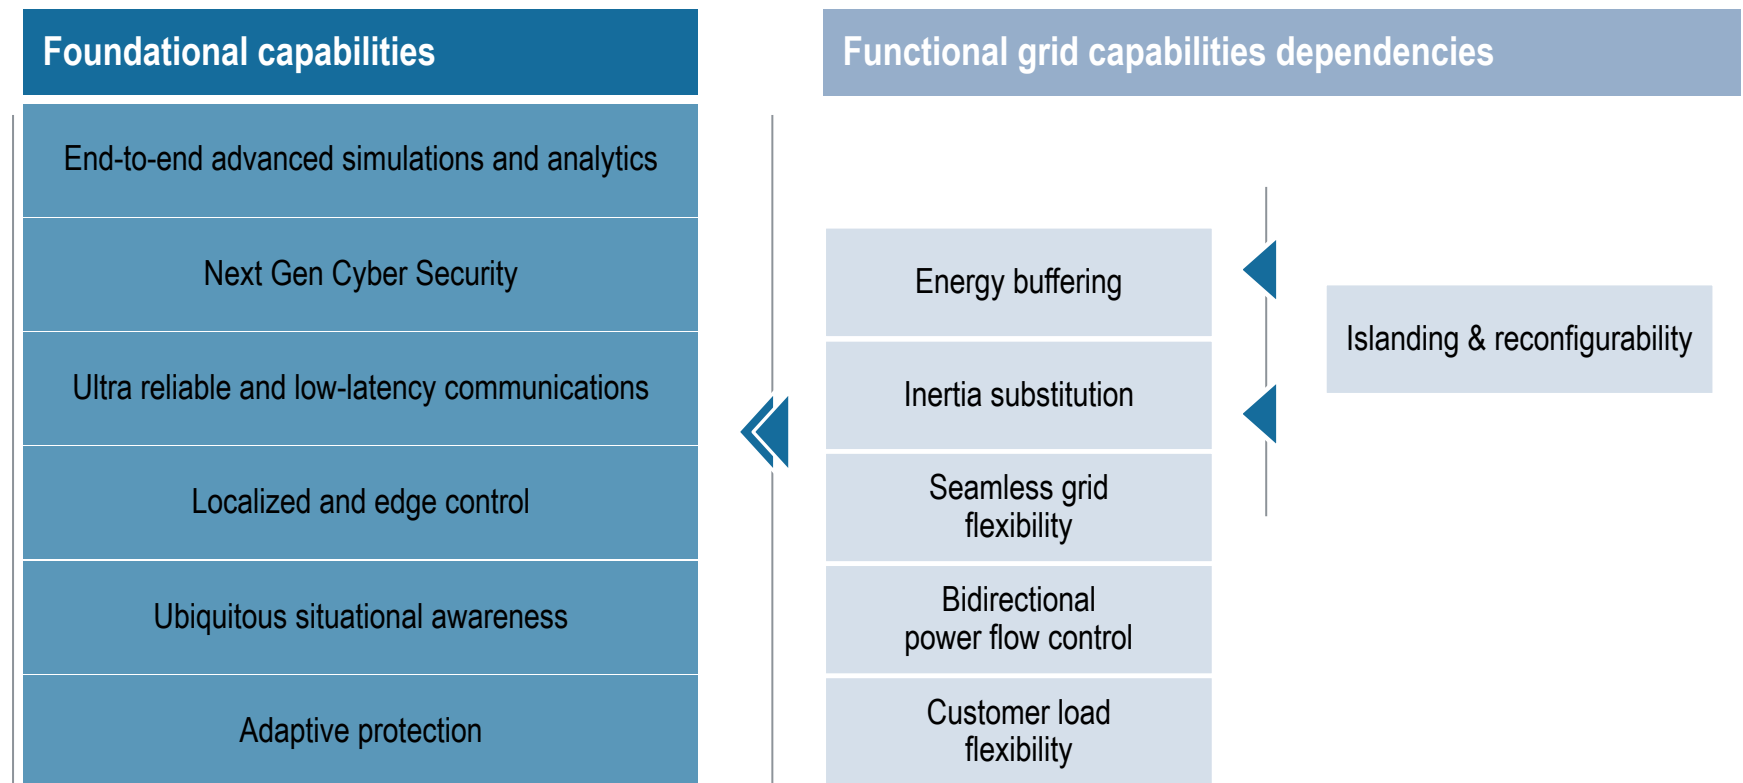 Foundational capabilities
End-to-end advanced simulations and analytics
Next Gen Cyber Security
Ultra reliable and low-latency communications
Localized and edge control
Ubiquitous situational awareness
Adaptive protection
Functional grid capabilities dependencies
Energy buffering
Inertia substitution
Seamless grid
flexibility
Bidirectional
power flow control
Customer load
flexibility
Islanding & reconfigurability